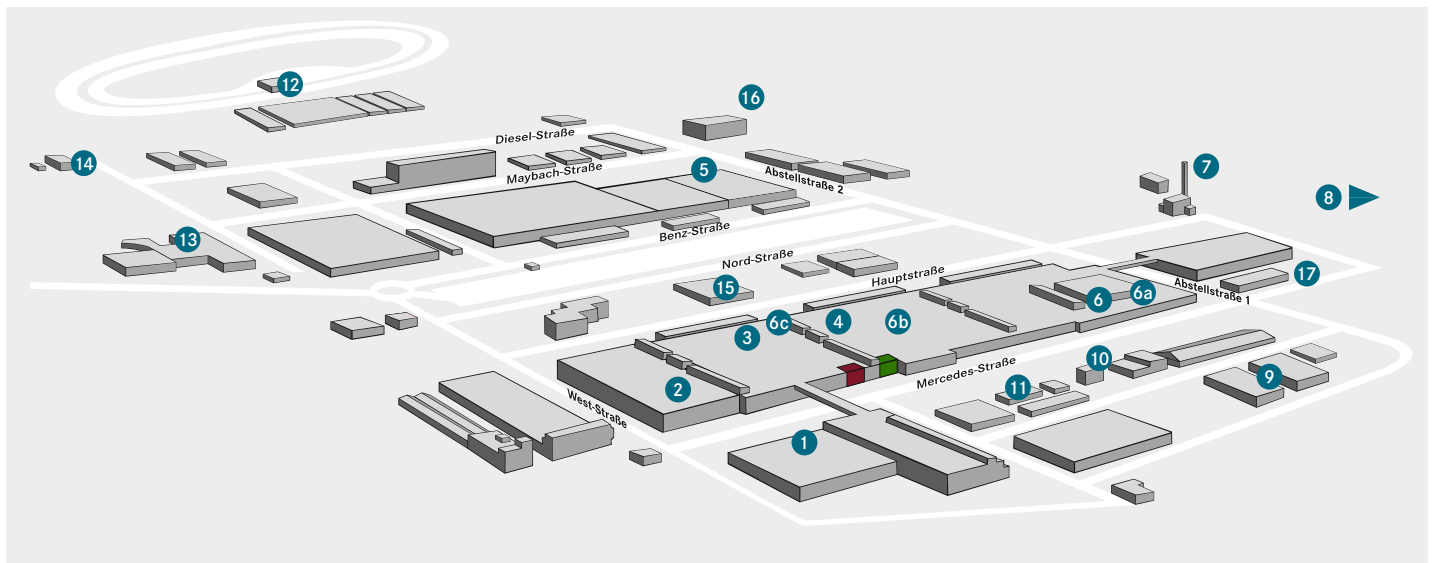 12
16
Diesel-Straße
14
Maybach-Straße
5
Abstellstraße 2
7
8
13
Benz-Straße
Nord-Straße
Hauptstraße
17
15
Abstellstraße 1
6
6a
6c
4
6b
3
10
Mercedes-Straße
9
11
2
West-Straße
1